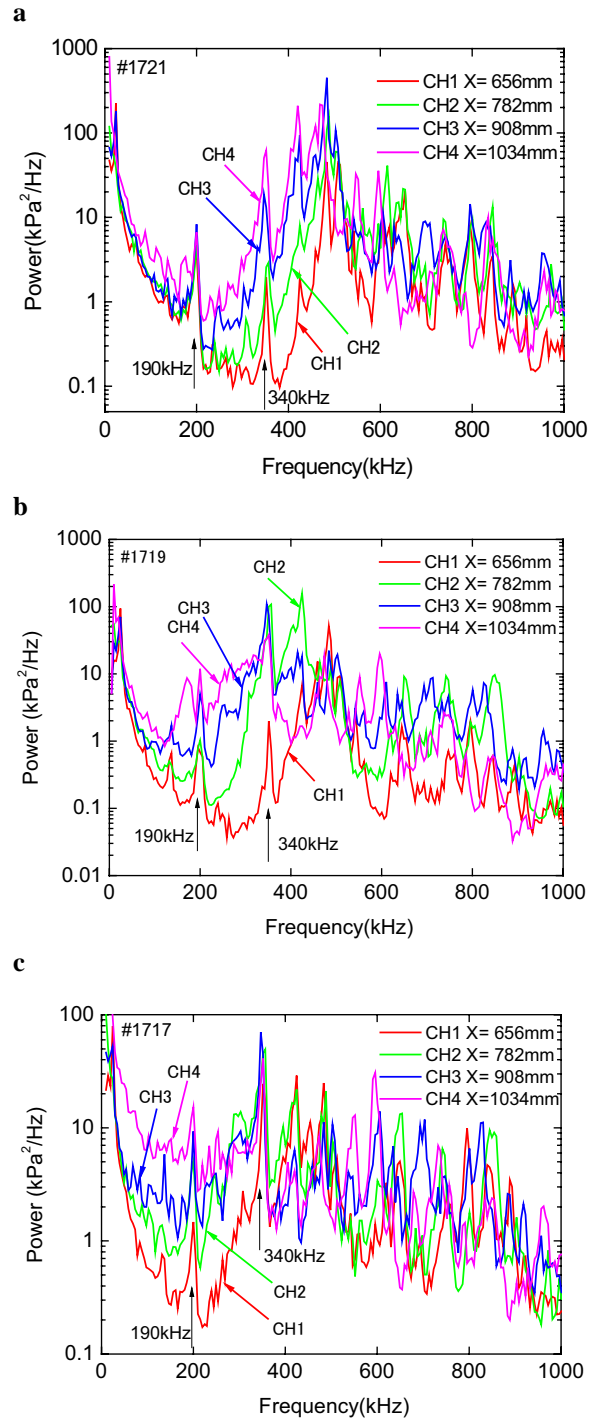 a
1000
#1721
CH1 X= 656mm
CH2 X= 782mm
CH3 X= 908mm
CH4 X=1034mm
100
CH4
CH3
10
1
CH2
CH1
190kHz
340kHz
0.1
0 200 400 600 800 1000
Power(kPa²/Hz)
Frequency(kHz)
b
1000
#1719
CH2
CH1 X= 656mm
CH2 X= 782mm
CH3 X= 908mm
CH4 X=1034mm
100
CH3
CH4
10
1
CH1
0.1
190kHz
340kHz
0.01
0 200 400 600 800 1000
Power (kPa²/Hz)
Frequency(kHz)
c
100
#1717
CH1 X= 656mm
CH2 X= 782mm
CH3 X= 908mm
CH4 X=1034mm
CH4
CH3
10
1
340kHz
CH2
CH1
190kHz
0.1
0 200 400 600 800 1000
Power (kPa²/Hz)
Frequency(kHz)